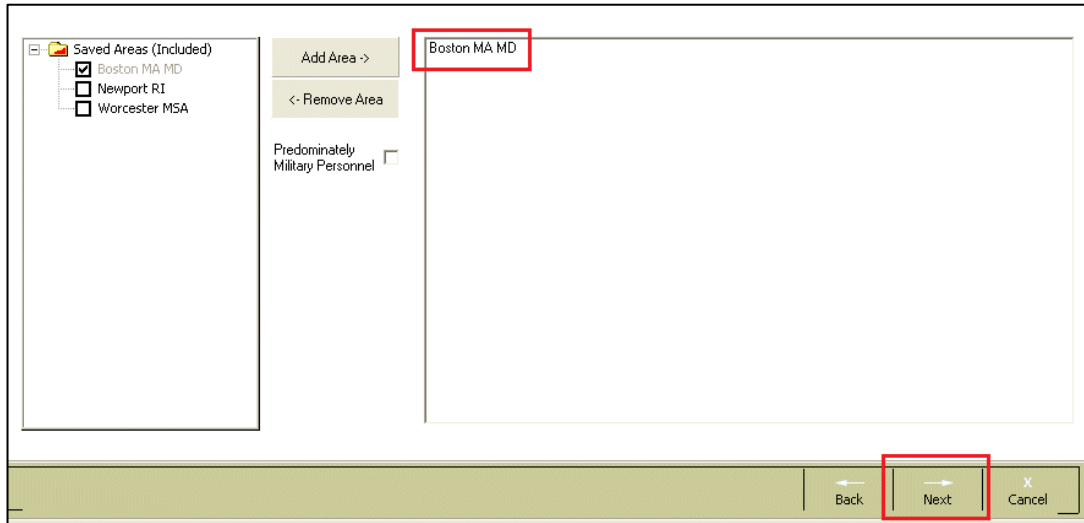 Saved Areas (Included)
Boston MA MD
Newport RI
Worcester MSA
Add Area ->
<- Remove Area
Predominately
Military Personnel
Boston MA MD
Back
Next
X
Cancel